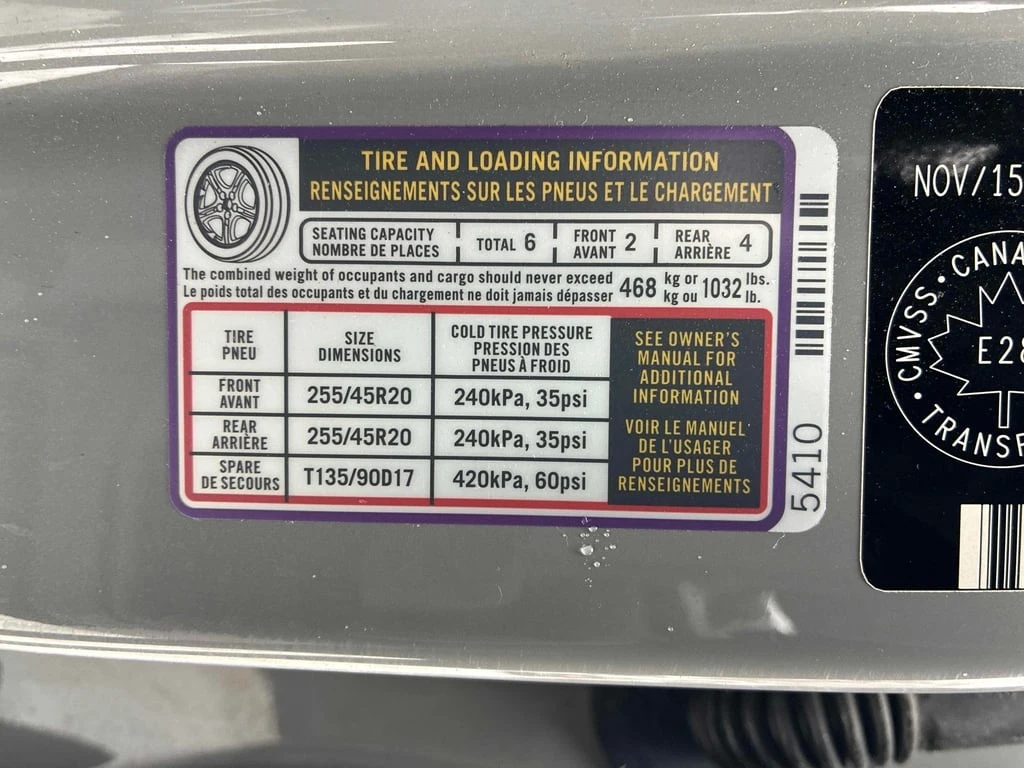 TIRE AND LOADING INFORMATION
RENSEIGNEMENTS SUR LES PNEUS ET LE CHARGEMENT
SEATING CAPACITY
NOMBRE DE PLACES
TOTAL 6
FRONT
AVANT 2
REAR
ARRIÈRE 4
The combined weight of occupants and cargo should never exceed 468 kg or 1032 lbs.
Le poids total des occupants et du chargement ne doit jamais dépasser kg ou lb.
TIRE
PNEU
SIZE
DIMENSIONS
COLD TIRE PRESSURE
PRESSION DES
PNEUS À FROID
FRONT
AVANT
255/45R20
240kPa, 35psi
REAR
ARRIÈRE
255/45R20
240kPa, 35psi
SPARE
DE SECOURS
T135/90D17
420kPa, 60psi
SEE OWNER'S
MANUAL FOR
ADDITIONAL
INFORMATION
VOIR LE MANUEL
DE L'USAGER
POUR PLUS DE
RENSEIGNEMENTS
5410
NOV/15
CMVSS